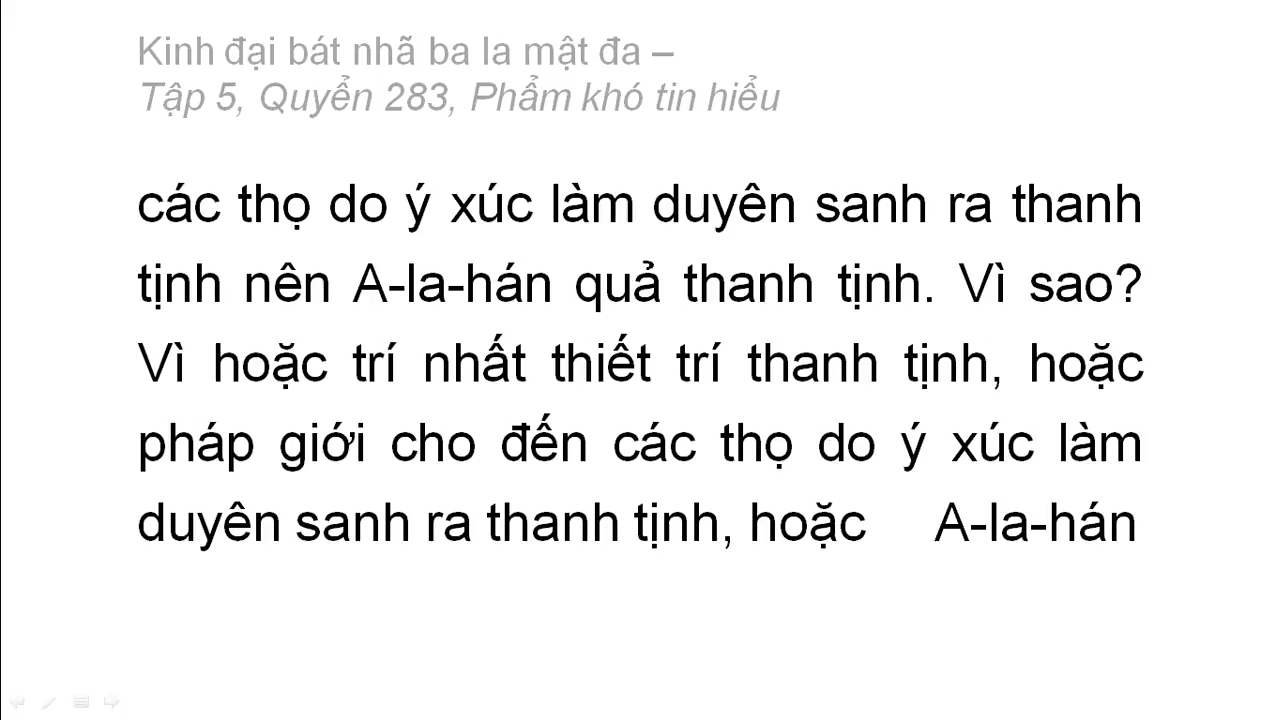 Kinh đại bát nhã ba la mật đa –
Tập 5, Quyển 283, Phẩm khó tin hiểu
các thọ do ý xúc làm duyên sanh ra thanh
tịnh nên A-la-hán quả thanh tịnh. Vì sao?
Vì hoặc trí nhất thiết trí thanh tịnh, hoặc
pháp giới cho đến các thọ do ý xúc làm
duyên sanh ra thanh tịnh, hoặc A-la-hán